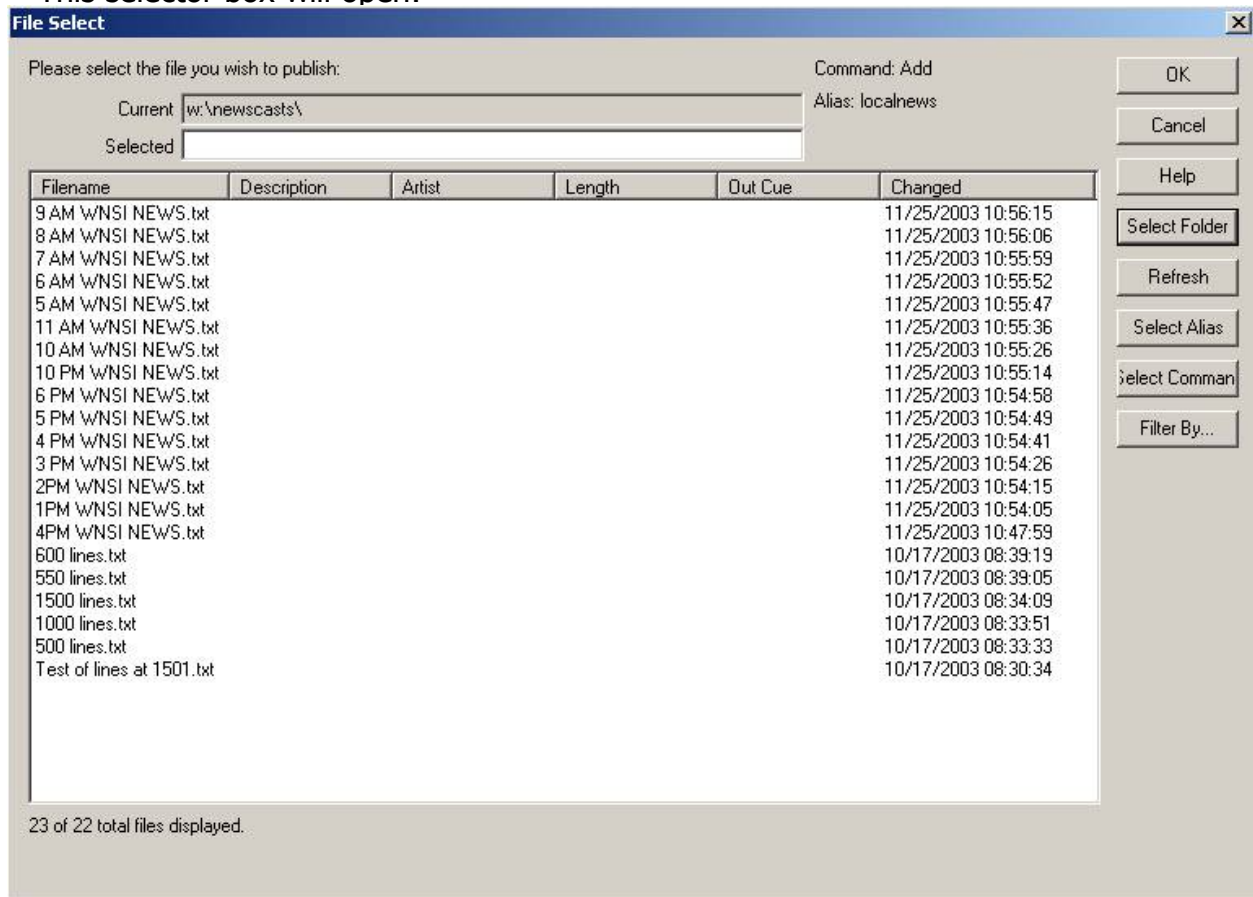 This selector box will open:
File Select
Please select the file you wish to publish:
Command: Add
OK
Current w:\newscasts\
Alias: localnews
Cancel
Selected
Help
Filename Description Artist Length Out Cue Changed
9 AM WNSI NEWS.txt 11/25/2003 10:56:15
8 AM WNSI NEWS.txt 11/25/2003 10:56:06
Select Folder
7 AM WNSI NEWS.txt 11/25/2003 10:55:59
6 AM WNSI NEWS.txt 11/25/2003 10:55:52
Refresh
5 AM WNSI NEWS.txt 11/25/2003 10:55:47
11 AM WNSI NEWS.txt 11/25/2003 10:55:36
Select Alias
10 AM WNSI NEWS.txt 11/25/2003 10:55:26
10 PM WNSI NEWS.txt 11/25/2003 10:55:14
Select Comman
6 PM WNSI NEWS.txt 11/25/2003 10:54:58
5 PM WNSI NEWS.txt 11/25/2003 10:54:49
Filter By...
4 PM WNSI NEWS.txt 11/25/2003 10:54:41
3 PM WNSI NEWS.txt 11/25/2003 10:54:26
2PM WNSI NEWS.txt 11/25/2003 10:54:15
1PM WNSI NEWS.txt 11/25/2003 10:54:05
4PM WNSI NEWS.txt 11/25/2003 10:47:59
600 lines.txt 10/17/2003 08:39:19
550 lines.txt 10/17/2003 08:39:05
1500 lines.txt 10/17/2003 08:34:09
1000 lines.txt 10/17/2003 08:33:51
500 lines.txt 10/17/2003 08:33:33
Test of lines at 1501.txt 10/17/2003 08:30:34
23 of 22 total files displayed.